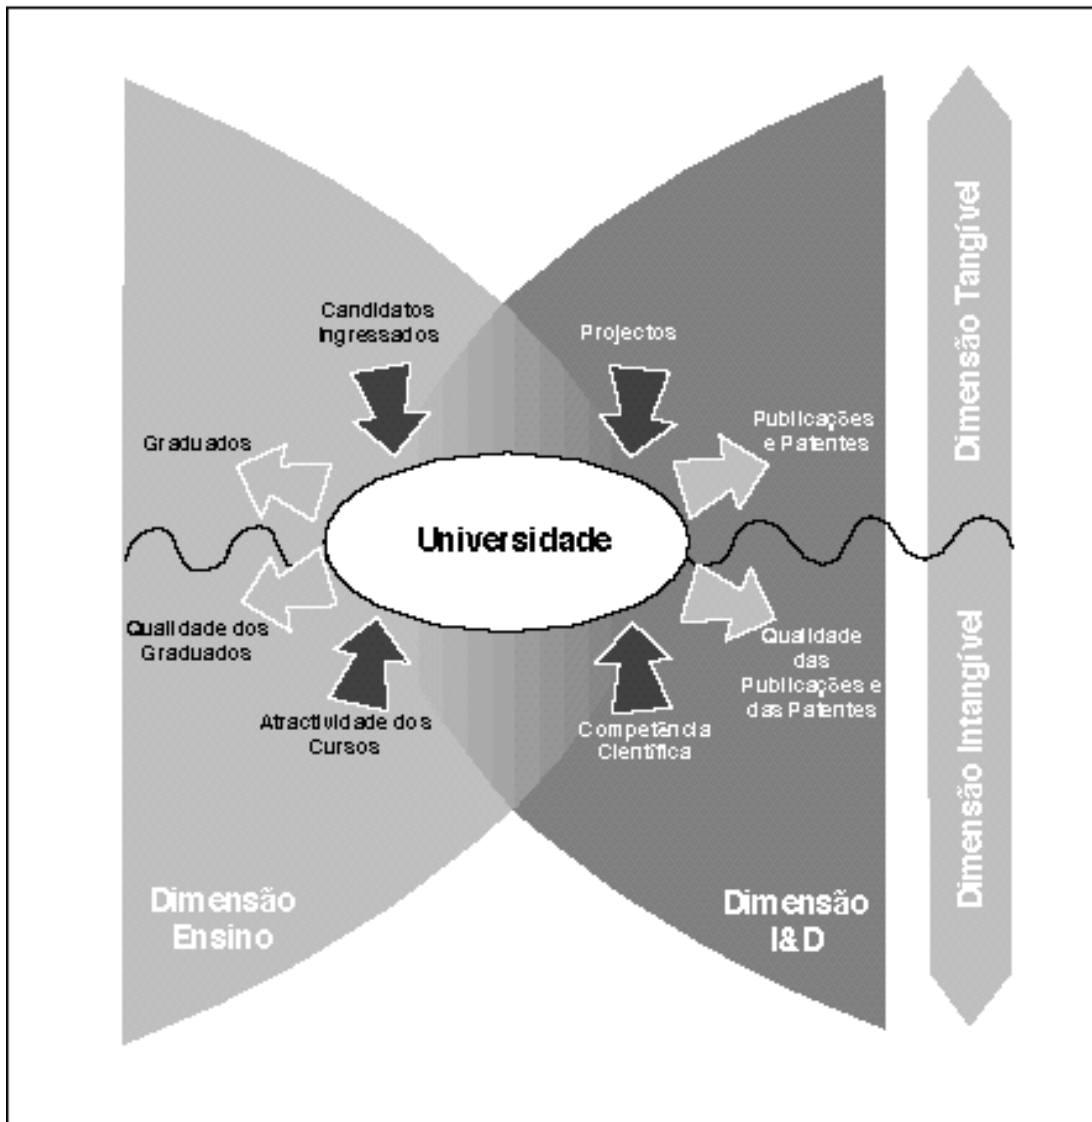 Candidatos
Ingressados
Projectos
Graduados
Publicações
e Patentes
Universidade
Qualidade dos
Graduados
Qualidade
das
Publicações e
das Patentes
Atractividade dos
Cursos
Competência
Científica
Dimensão
Ensino
Dimensão
I&D
Dimensão Tangível
Dimensão Intangível